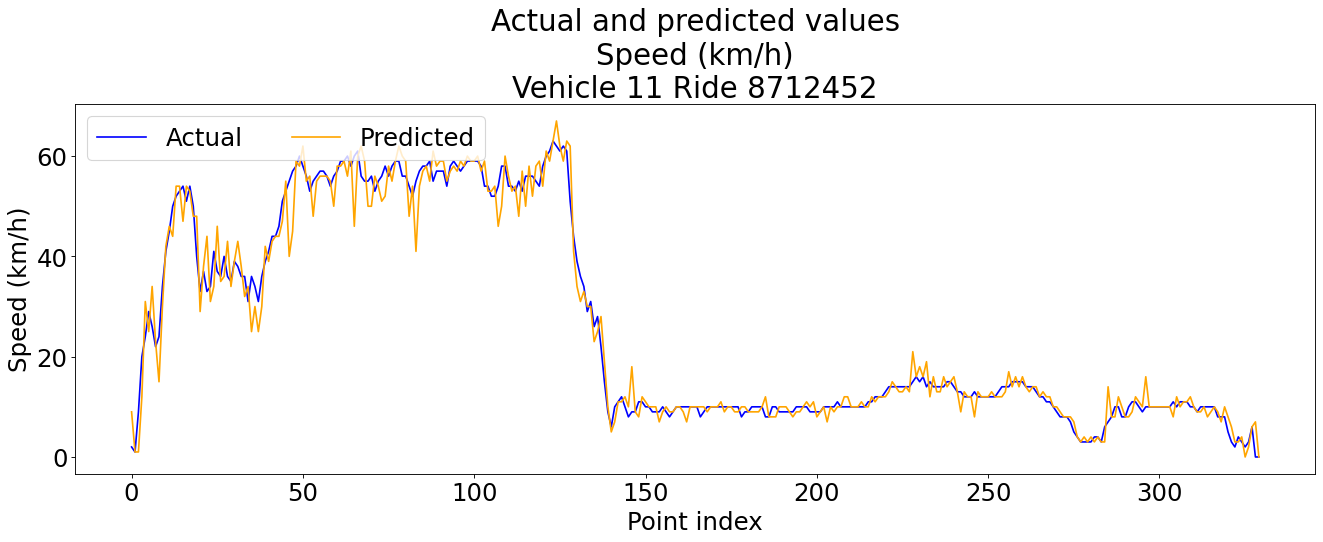 Actual and predicted values
Speed (km/h)
Vehicle 11 Ride 8712452
Actual
Predicted
Speed (km/h)
60
40
20
0
0 50 100 150 200 250 300
Point index